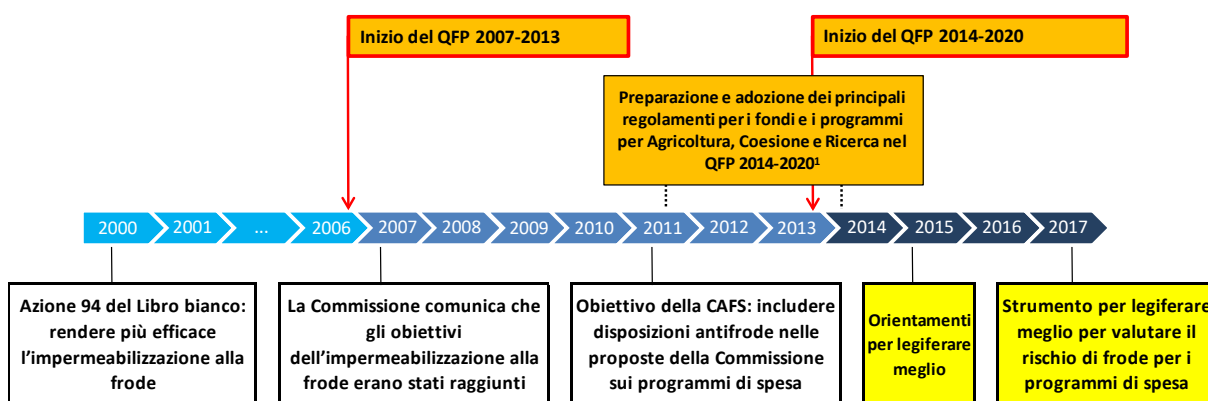 Inizio del QFP 2007-2013
Inizio del QFP 2014-2020
Preparazione e adozione dei principali
regolamenti per i fondi e i programmi
per Agricoltura, Coesione e Ricerca nel
QFP 2014-2020¹
2000
2001
...
2006
2007
2008
2009
2010
2011
2012
2013
2014
2015
2016
2017
Azione 94 del Libro bianco:
rendere più efficace
l'impermeabilizzazione alla
frode
La Commissione comunica che
gli obiettivi
dell'impermeabilizzazione alla
frode erano stati raggiunti
Obiettivo della CAFS: includere
disposizioni antifrode nelle
proposte della Commissione
sui programmi di spesa
Orientamenti
per legiferare
meglio
Strumento per legiferare
meglio per valutare il
rischio di frode per i
programmi di spesa